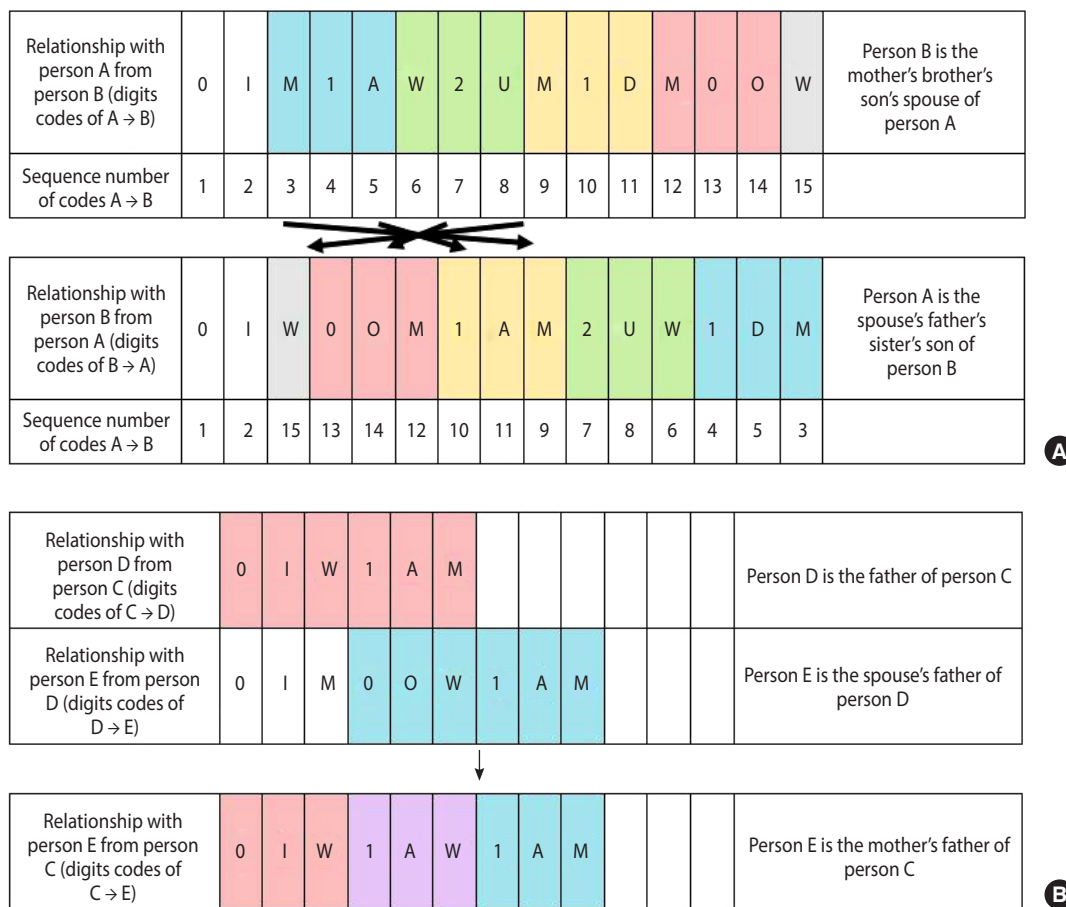 Relationship with
person A from
person B (digits
codes of A → B)
0 I M 1 A W 2 U M 1 D M 0 O W
Person B is the
mother's brother's
son's spouse of
person A
Sequence number
of codes A → B
1 2 3 4 5 6 7 8 9 10 11 12 13 14 15
Relationship with
person B from
person A (digits
codes of B → A)
0 I W 0 O M 1 A M 2 U W 1 D M
Person A is the
spouse's father's
sister's son of
person B
Sequence number
of codes A → B
1 2 15 13 14 12 10 11 9 7 8 6 4 5 3
A
Relationship with
person D from
person C (digits
codes of C → D)
0 I W 1 A M
Person D is the father of person C
Relationship with
person E from person
D (digits codes of
D → E)
0 I M 0 O W 1 A M
Person E is the spouse's father of
person D
Relationship with
person E from person
C (digits codes of
C → E)
0 I W 1 A W 1 A M
Person E is the mother's father of
person C
B